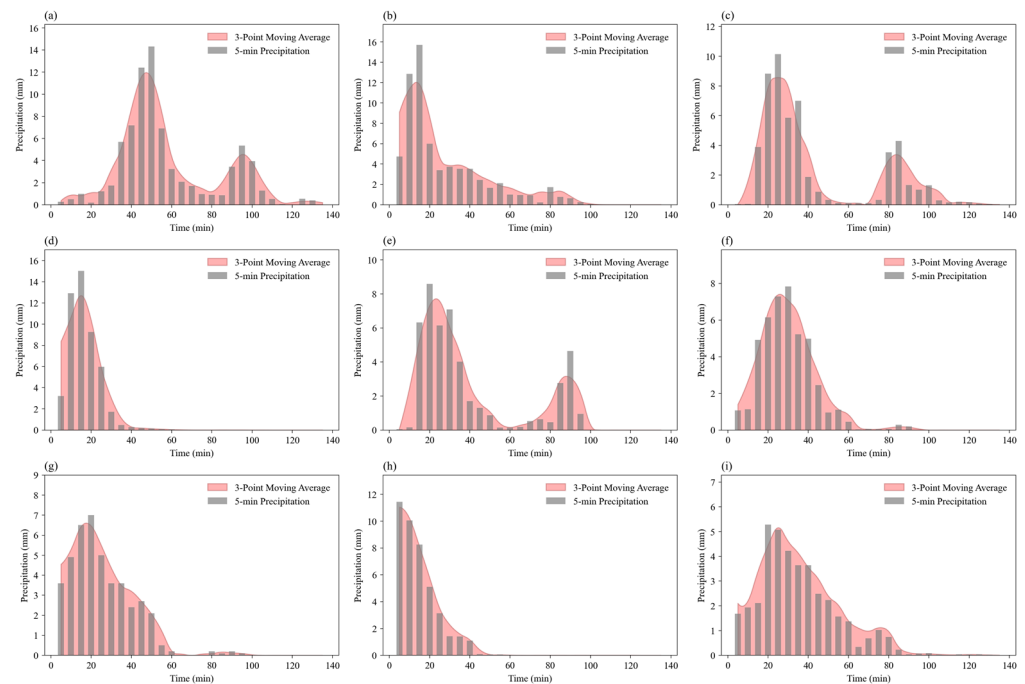 (a)
3-Point Moving Average
5-min Precipitation
Precipitation (mm)
0 2 4 6 8 10 12 14 16
0 20 40 60 80 100 120 140
Time (min)
(b)
3-Point Moving Average
5-min Precipitation
Precipitation (mm)
0 2 4 6 8 10 12 14 16
0 20 40 60 80 100 120 140
Time (min)
(c)
3-Point Moving Average
5-min Precipitation
Precipitation (mm)
0 2 4 6 8 10 12
0 20 40 60 80 100 120 140
Time (min)
(d)
3-Point Moving Average
5-min Precipitation
Precipitation (mm)
0 2 4 6 8 10 12 14 16
0 20 40 60 80 100 120 140
Time (min)
(e)
3-Point Moving Average
5-min Precipitation
Precipitation (mm)
0 2 4 6 8 10
0 20 40 60 80 100 120 140
Time (min)
(f)
3-Point Moving Average
5-min Precipitation
Precipitation (mm)
0 2 4 6 8
0 20 40 60 80 100 120 140
Time (min)
(g)
3-Point Moving Average
5-min Precipitation
Precipitation (mm)
0 1 2 3 4 5 6 7 8 9
0 20 40 60 80 100 120 140
Time (min)
(h)
3-Point Moving Average
5-min Precipitation
Precipitation (mm)
0 2 4 6 8 10 12
0 20 40 60 80 100 120 140
Time (min)
(i)
3-Point Moving Average
5-min Precipitation
Precipitation (mm)
0 1 2 3 4 5 6 7
0 20 40 60 80 100 120 140
Time (min)